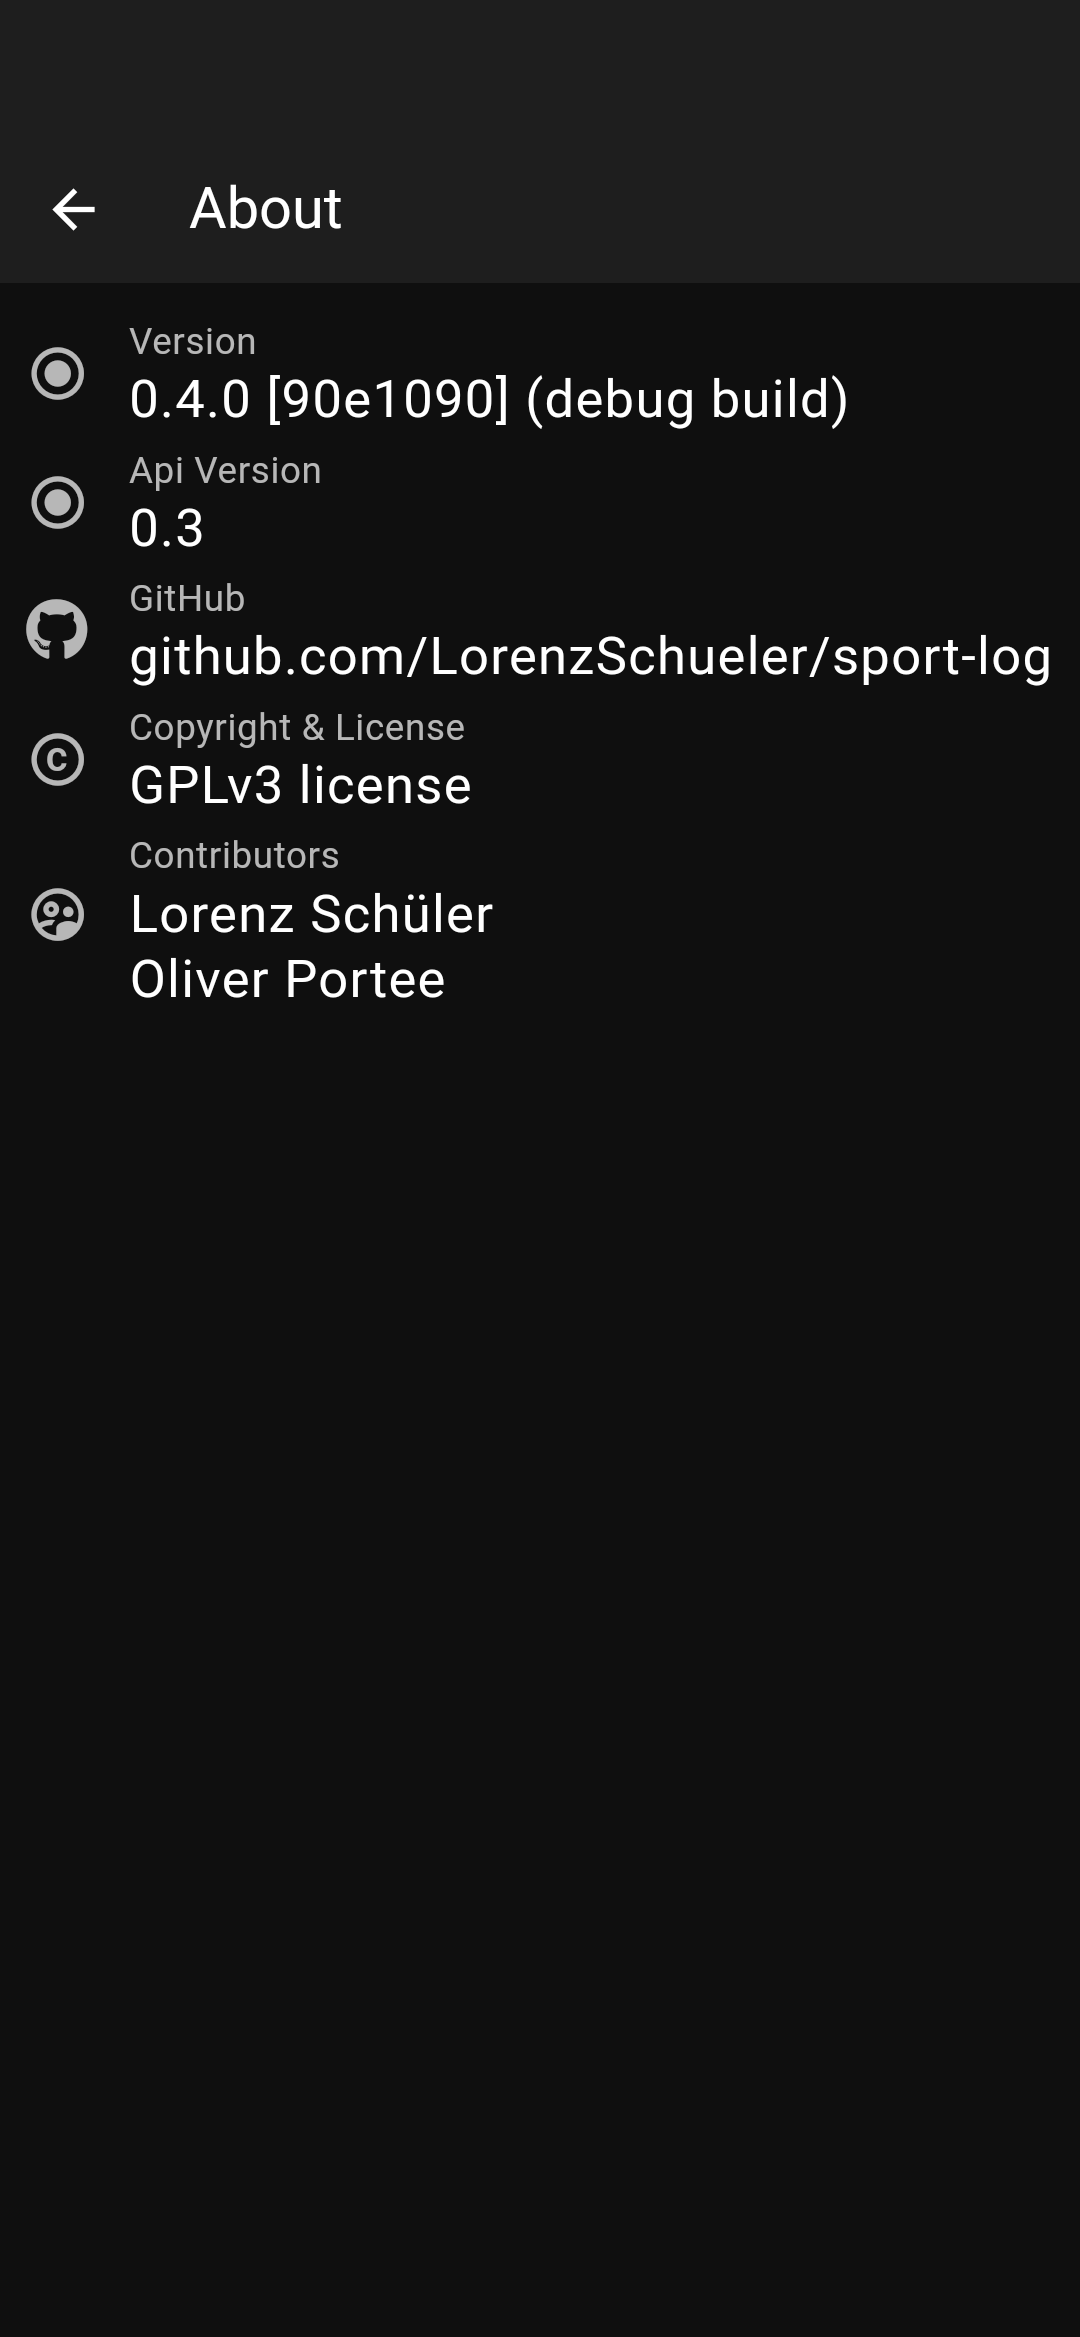 About
Version
0.4.0 [90e1090] (debug build)
Api Version
0.3
GitHub
github.com/LorenzSchueler/sport-log
Copyright & License
GPLv3 license
Contributors
Lorenz Schüler
Oliver Portee